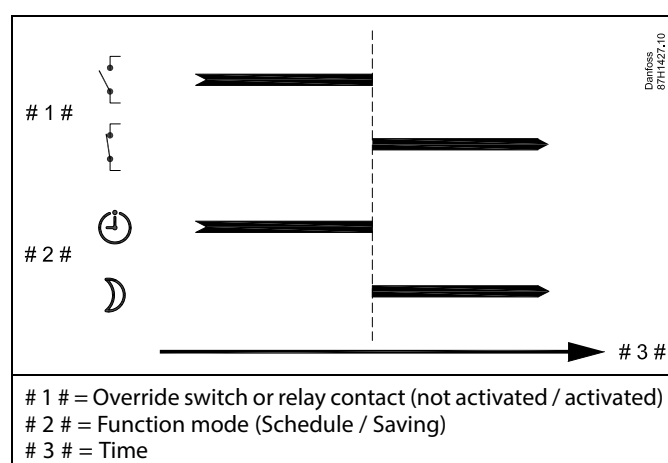 Danfoss
87H1427.10
# 1 #
# 2 #
# 3 #
# 1 # = Override switch or relay contact (not activated / activated)
# 2 # = Function mode (Schedule / Saving)
# 3 # = Time